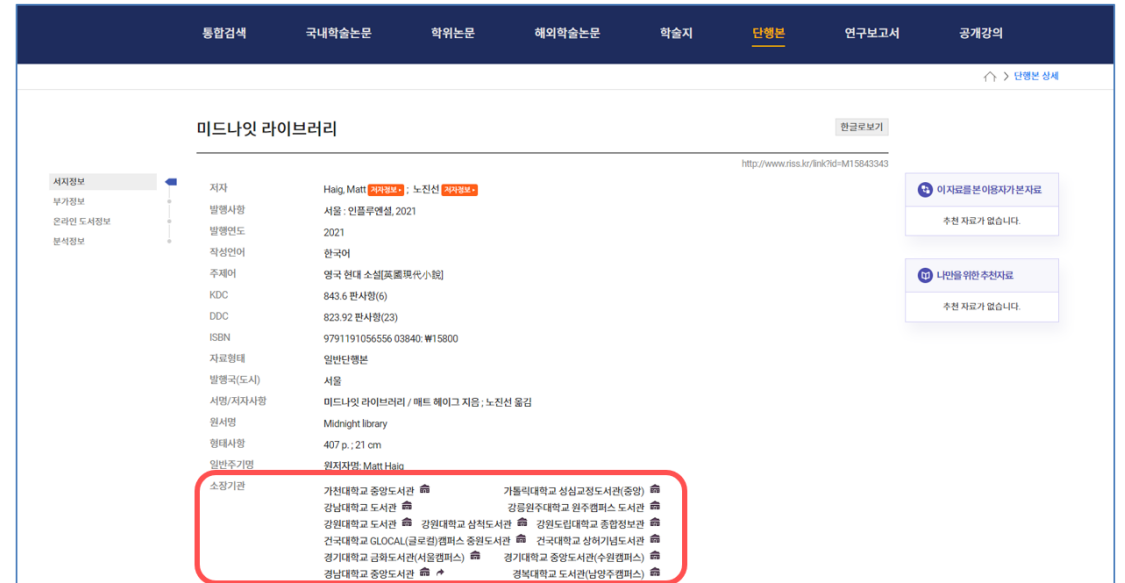 통합검색 국내학술논문 학위논문 해외학술논문 학술지 단행본 연구보고서 공개강의
> 단행본 상세
미드나잇 라이브러리 한글로보기
http://www.riss.kr/link?id=M15843343
서지정보
부가정보
온라인 도서정보
분석정보
저자 Haig, Matt 저자정보 ; 노진선 저자정보
발행사항 서울 : 인플루엔셜, 2021
발행연도 2021
작성언어 한국어
주제어 영국 현대 소설[英國現代小說]
KDC 843.6 판사항(6)
DDC 823.92 판사항(23)
ISBN 9791191056556 03840: ₩15800
자료형태 일반단행본
발행국(도시) 서울
서명/저자사항 미드나잇 라이브러리 / 매트 헤이그 지음 ; 노진선 옮김
원서명 Midnight library
형태사항 407 p. ; 21 cm
일반주기명 원저자명: Matt Haig
소장기관 가천대학교 중앙도서관 가톨릭대학교 성심교정도서관(중앙)
강남대학교 도서관 강릉원주대학교 원주캠퍼스 도서관
강원대학교 도서관 강원대학교 삼척도서관 강원도립대학교 종합정보관
건국대학교 GLOCAL(글로컬)캠퍼스 중원도서관 건국대학교 상허기념도서관
경기대학교 금화도서관(서울캠퍼스) 경기대학교 중앙도서관(수원캠퍼스)
경남대학교 중앙도서관 경복대학교 도서관(남양주캠퍼스)
이 자료를 본 이용자가 본 자료
추천 자료가 없습니다.
나만을 위한 추천자료
추천 자료가 없습니다.